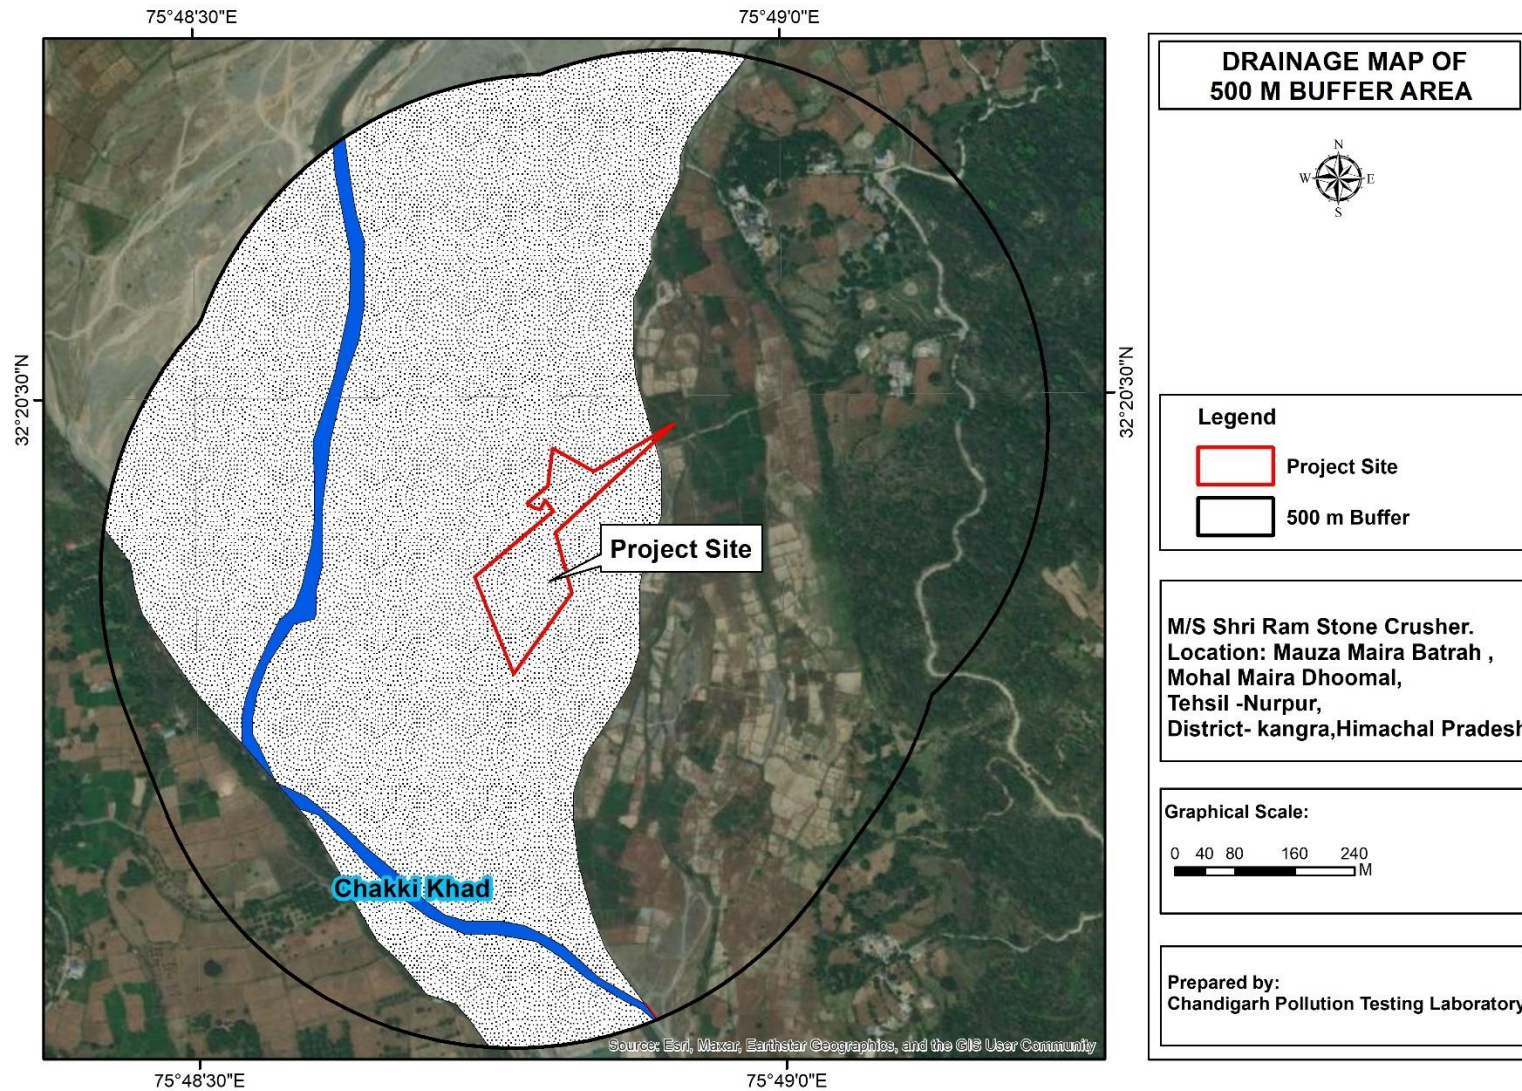 75°48'30"E
75°49'0"E
DRAINAGE MAP OF
500 M BUFFER AREA
N
W
E
S
32°20'30"N
32°20'30"N
Legend
Project Site
500 m Buffer
Project Site
M/S Shri Ram Stone Crusher.
Location: Mauza Maira Batrah ,
Mohal Maira Dhoomal,
Tehsil -Nurpur,
District- kangra,Himachal Pradesh
Graphical Scale:
0 40 80 160 240
M
Chakki Khad
Prepared by:
Chandigarh Pollution Testing Laboratory
Source: Esri, Maxar, Earthstar Geographics, and the GIS User Community
75°48'30"E
75°49'0"E